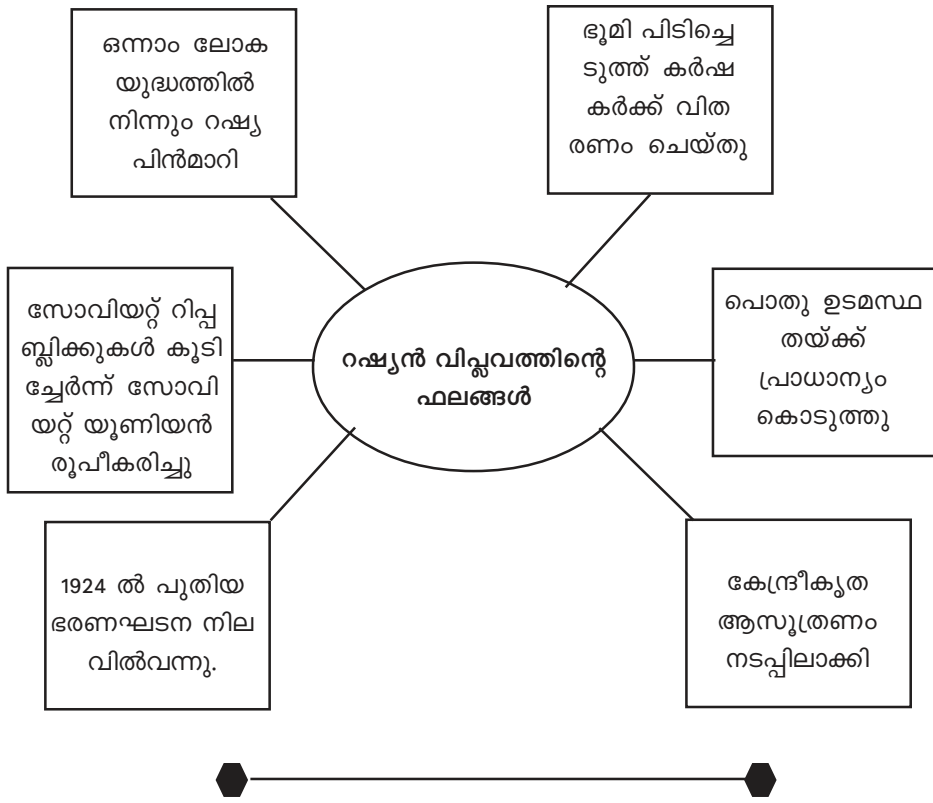 ഒന്നാം ലോക
യുദ്ധത്തിൽ
നിന്നും റഷ്യ
പിൻമാറി
ഭൂമി പിടിച്ചെ
ടുത്ത് കർഷ
കർക്ക് വിത
രണം ചെയ്തു
സോവിയറ്റ് റിപ്പ
ബ്ലിക്കുകൾ കൂടി
ച്ചേർന്ന് സോവി
യറ്റ് യൂണിയൻ
രൂപീകരിച്ചു
റഷ്യൻ വിപ്ലവത്തിന്റെ
ഫലങ്ങൾ
പൊതു ഉടമസ്ഥ
തയ്ക്ക്
പ്രാധാന്യം
കൊടുത്തു
1924 ൽ പുതിയ
ഭരണഘടന നില
വിൽവന്നു.
കേന്ദ്രീകൃത
ആസൂത്രണം
നടപ്പിലാക്കി